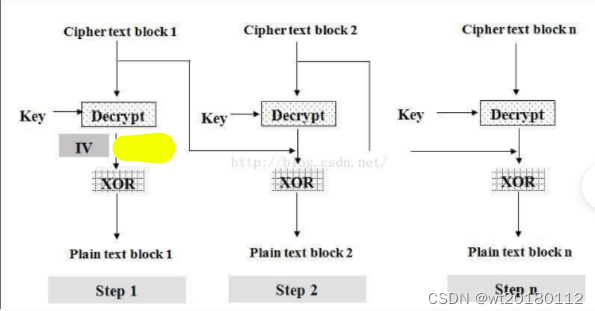 Cipher text block 1 Cipher text block 2 Cipher text block n
Key Decrypt Key Decrypt Key Decrypt
IV
http://blog.csdn.net/
XOR XOR XOR
Plain text block 1 Plain text block 2 Plain text block n
Step 1 Step 2 Step n
CSDN @wt20180112